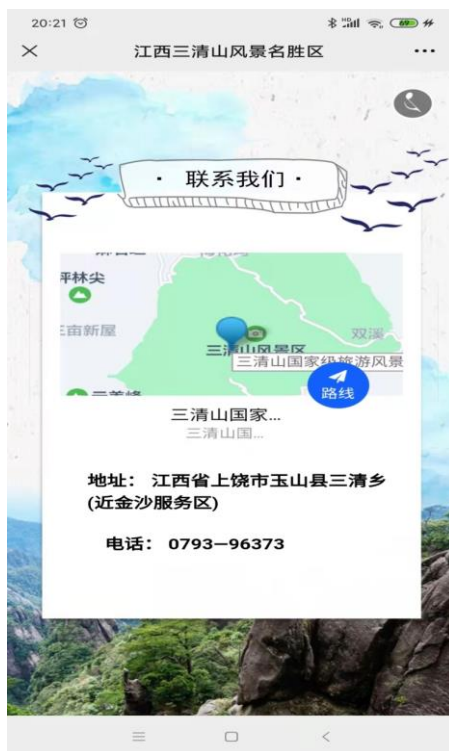 20:21
69
江西三清山风景名胜区
· 联系我们 ·
坪林尖
双溪
三清山风景区
三清山国家级旅游风景
路线
三清山国家...
三清山国...
地址： 江西省上饶市玉山县三清乡
(近金沙服务区)
电话： 0793—96373